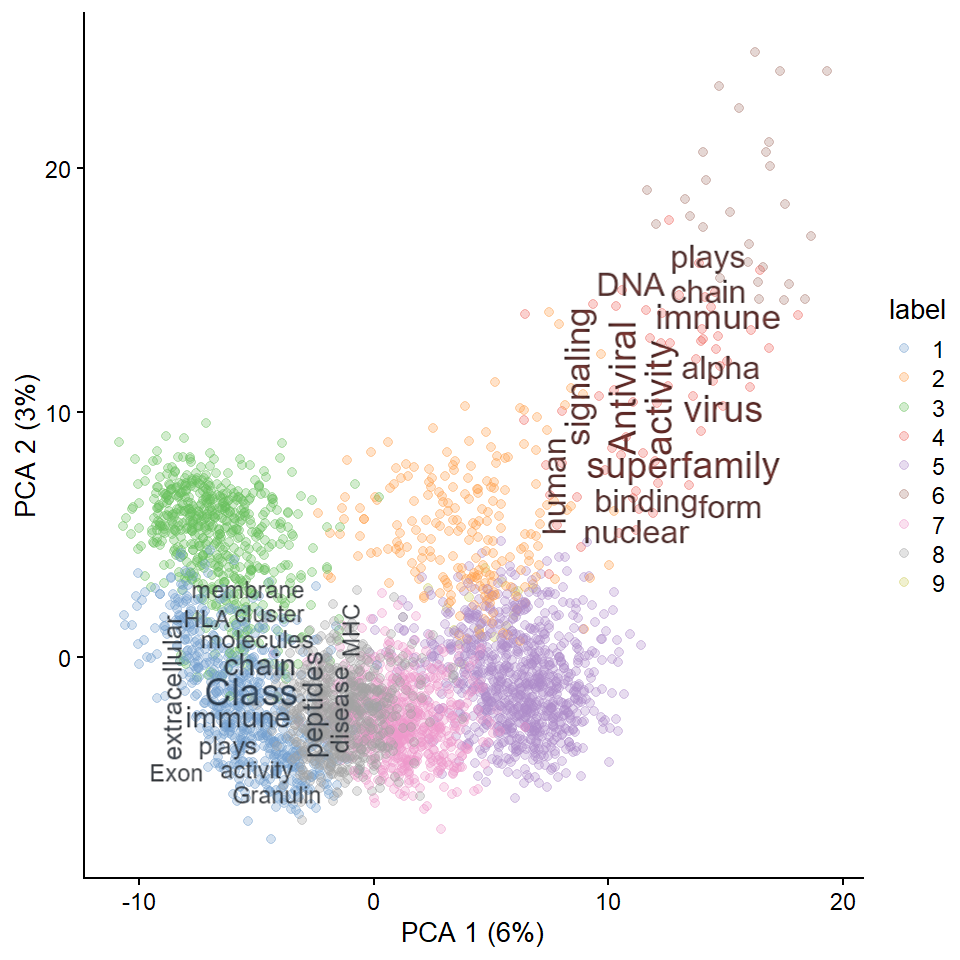 20
10
0
PCA 2 (3%)
plays
DNA chain
immune
signaling
Antiviral
activity
alpha
virus
human
superfamily
binding form
nuclear
membrane
HLA cluster
MHC
molecules
extracellular
chain
Class
peptides
disease
immune
plays
Exon activity
Granulin
-10 0 10 20
PCA 1 (6%)
label
1
2
3
4
5
6
7
8
9